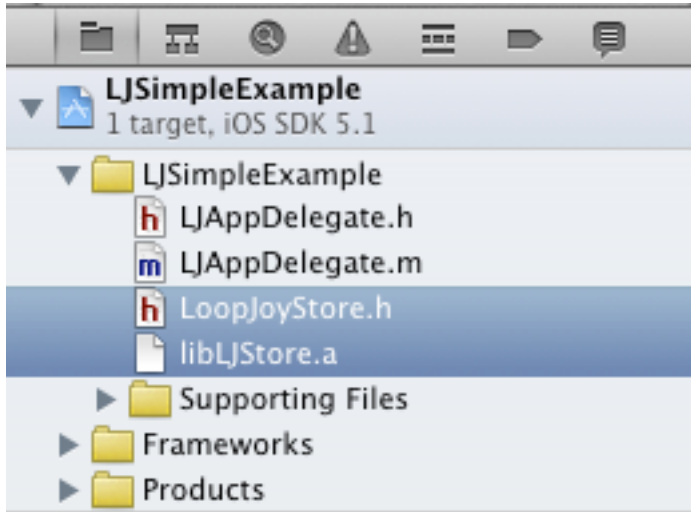 LJSimpleExample
1 target, iOS SDK 5.1
LJSimpleExample
h LJAppDelegate.h
m LJAppDelegate.m
h LoopJoyStore.h
libLJStore.a
Supporting Files
Frameworks
Products